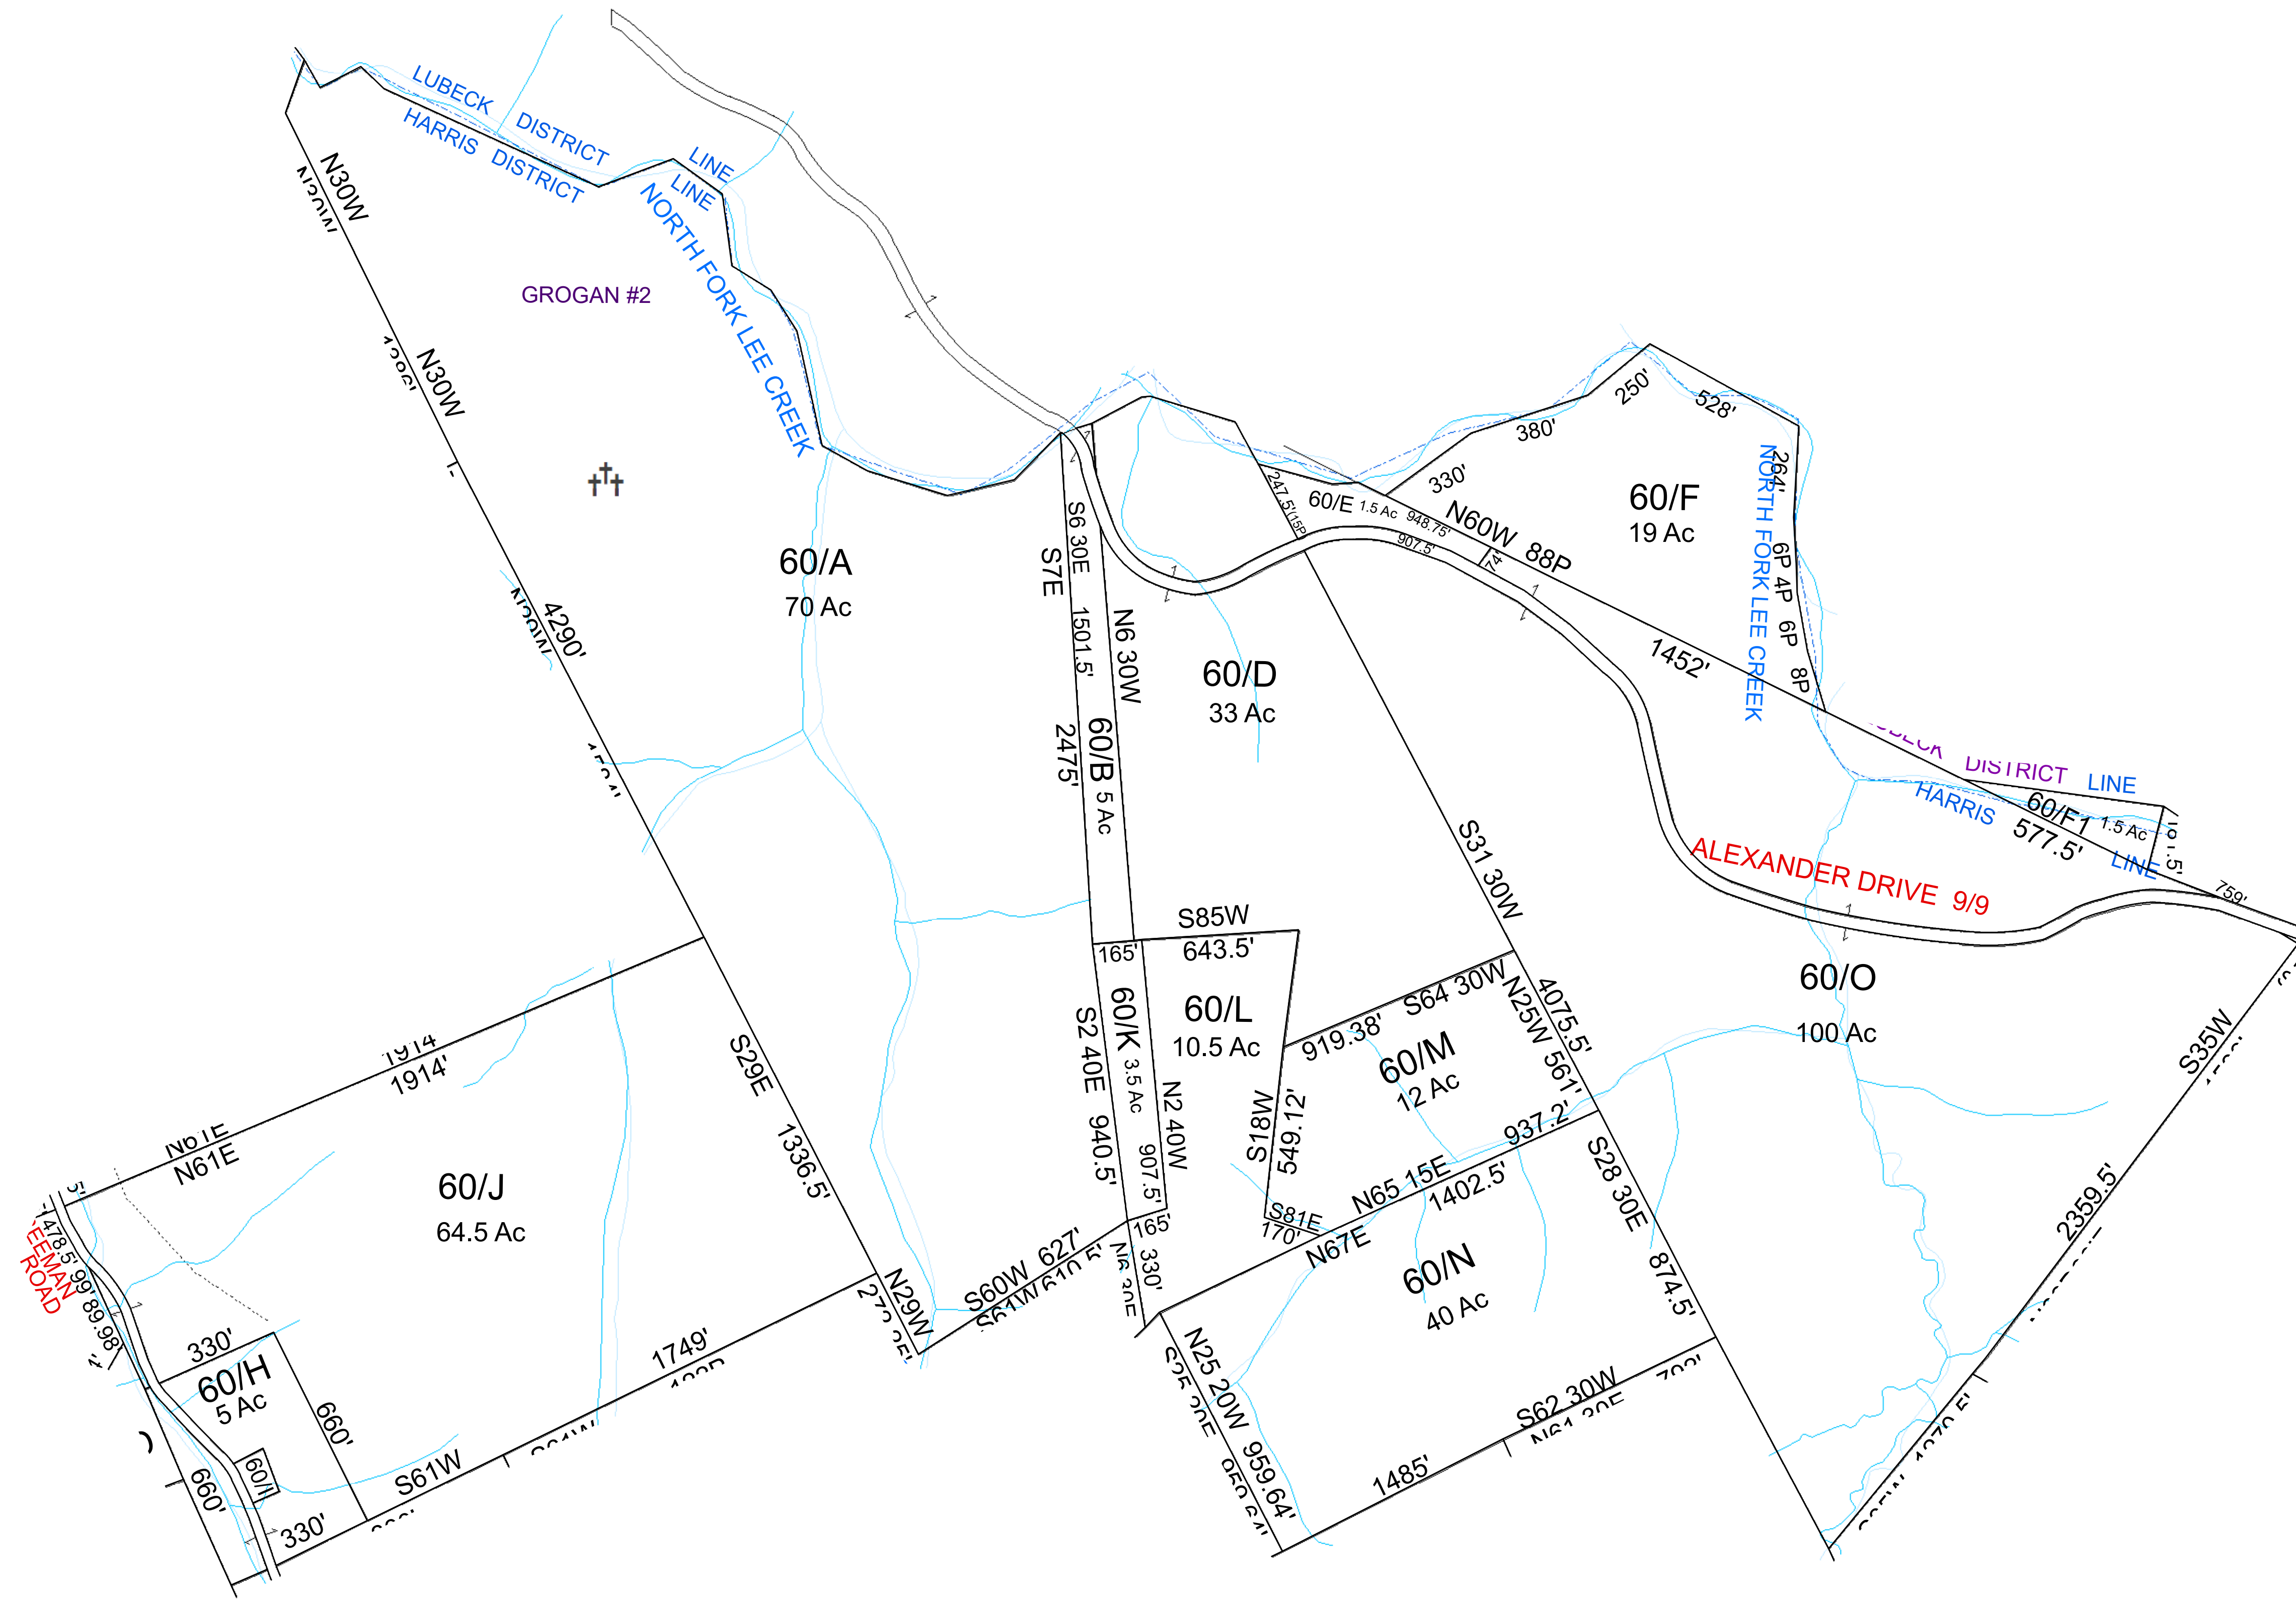 LUBECK DISTRICT LINE
HARRIS DISTRICT LINE
N30W
N30W
NORTH FORK LEE CREEK
GROGAN #2
N30W
4290'
60/A
70 Ac
S6 30E 1501.5'
S7E 2475'
N6 30W
60/B 5 Ac
60/D
33 Ac
247.5'(15P
60/E 1.5 Ac 948.75'
907.5'
74'
N60W 88P
1452'
330'
380'
250'
528'
60/F
19 Ac
264'
6P 4P 6P 8P
NORTH FORK LEE CREEK
DISTRICT LINE
HARRIS LINE
60/F1 1.5 Ac
577.5'
759'
ALEXANDER DRIVE 9/9
60/O
100 Ac
S31 30W
4075.5'
S35W
2359.5'
S85W
643.5'
165'
60/K 3.5 Ac
S2 40E 940.5'
N2 40W 907.5'
60/L
10.5 Ac
S18W
549.12'
919.38' S64 30W
60/M
12 Ac
N25W 561'
937.2'
N65 15E
1402.5'
S81E
170'
N67E
60/N
40 Ac
S28 30E 874.5'
S62 30W
1485'
N25 20W 959.64'
165'
330'
S60W 627'
N29W
S29E 1336.5'
1914'
N61E
60/J
64.5 Ac
1749'
S61W
478.5' 99' 89.98'
ROAD
330'
60/H
5 Ac
660'
60/I
660'
330'